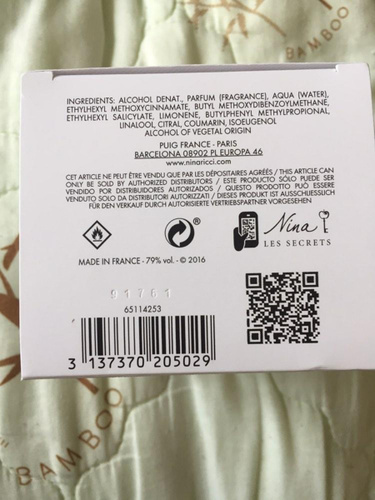 BAMBOO
INGREDIENTS: ALCOHOL DENAT., PARFUM (FRAGRANCE), AQUA (WATER),
ETHYLHEXYL METHOXYCINNAMATE, BUTYL METHOXYDIBENZOYLMETHANE,
ETHYLHEXYL SALICYLATE, LIMONENE, BUTYLPHENYL METHYLPROPIONAL,
LINALOOL, CITRAL, COUMARIN, ISOEUGENOL
ALCOHOL OF VEGETAL ORIGIN
PUIG FRANCE - PARIS
BARCELONA 08902 PL EUROPA 46
www.ninaricci.com
CET ARTICLE NE PEUT ÊTRE VENDU QUE PAR LES DÉPOSITAIRES AGRÉÉS / THIS ARTICLE CAN
ONLY BE SOLD BY AUTHORIZED DISTRIBUTORS / ESTE PRODUCTO SÓLO PUEDE SER
VENDIDO POR DISTRIBUIDORES AUTORIZADOS / QUESTO PRODOTTO PUÒ ESSERE
VENDUTO SOLO DA DISTRIBUTORI AUTORIZZATI / DIESES PRODUKT IST AUSSCHLIESSLICH
FÜR DEN VERKAUF DURCH AUTORISIERTE VERTRIEBSPARTNER VORGESEHEN
Nina
LES SECRETS
MADE IN FRANCE - 79% vol. - © 2016
91761
65114253
3 137370 205029
BAMBOO
BAMBOO